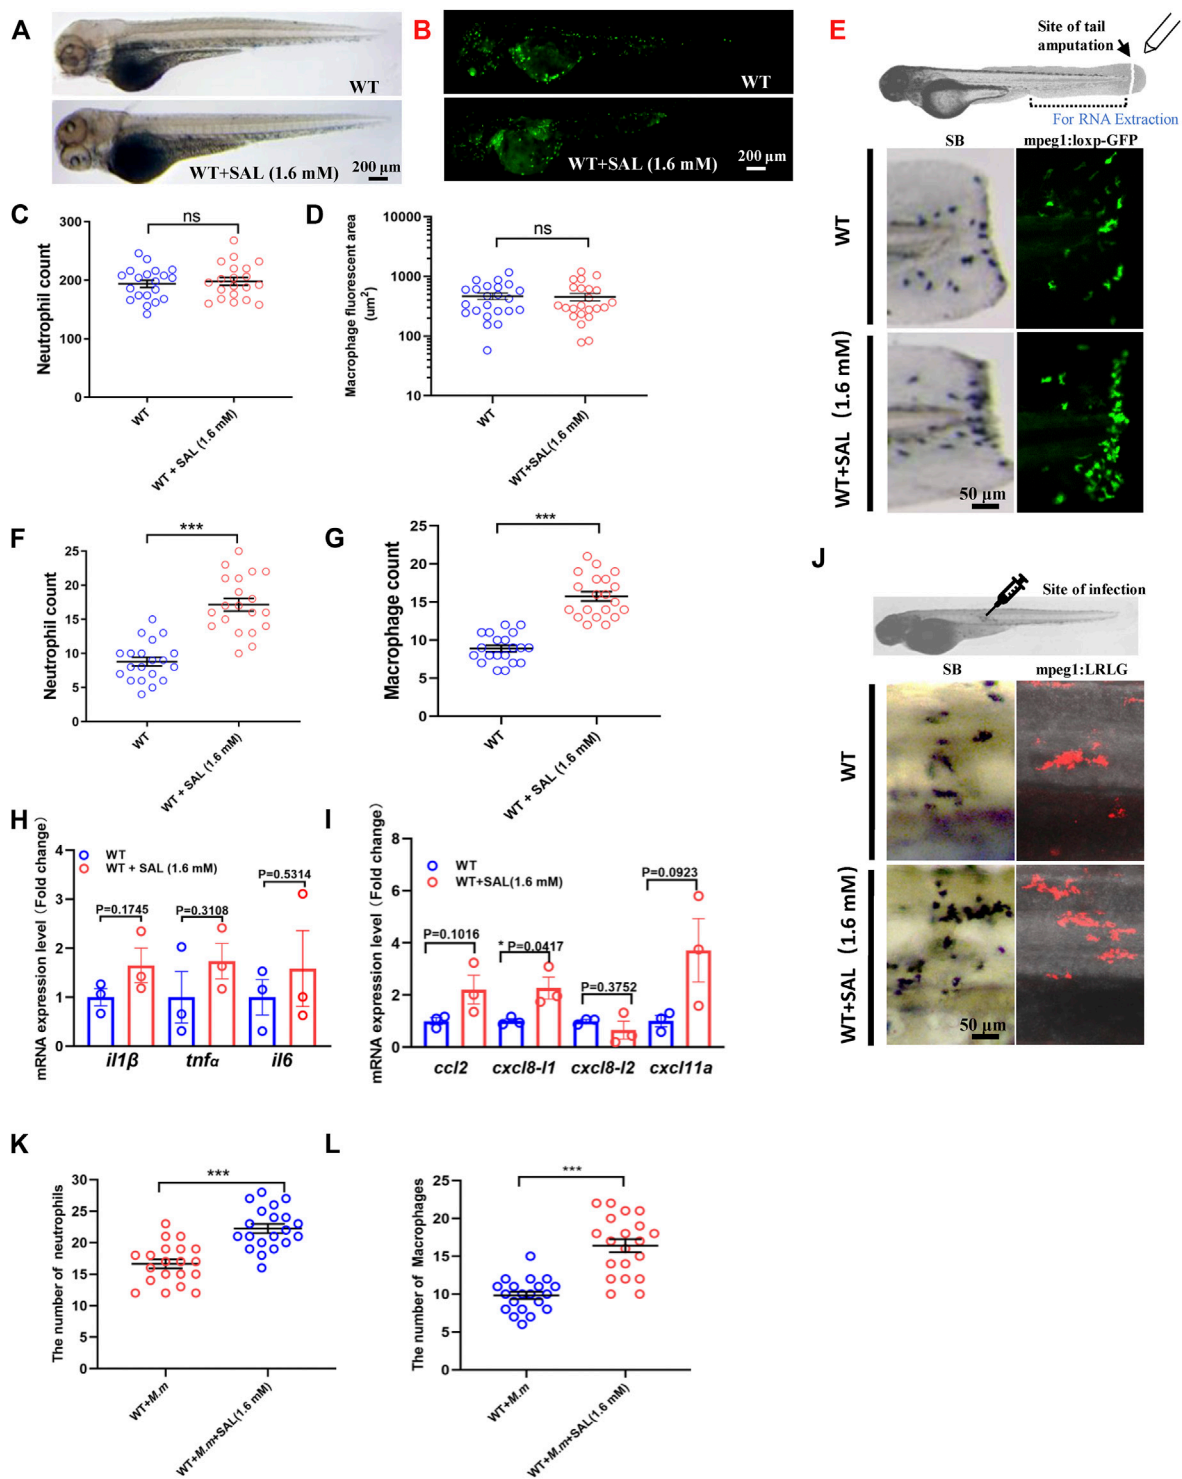 A
WT
WT+SAL (1.6 mM)
200 μm
B
WT
WT+SAL (1.6 mM)
200 μm
C
ns
300
200
100
0
Neutrophil count
WT
WT + SAL (1.6 mM)
D
ns
10000
1000
100
10
Macrophage fluorescent area
(um²)
WT
WT+SAL(1.6 mM)
E
Site of tail
amputation
For RNA Extraction
SB
mpeg1:loxp-GFP
WT
WT+SAL (1.6 mM)
50 μm
F
***
25
20
15
10
5
0
Neutrophil count
WT
WT + SAL (1.6 mM)
G
***
25
20
15
10
5
0
Macrophage count
WT
WT + SAL (1.6 mM)
H
mRNA expression level (Fold change)
4
3
2
1
0
WT
WT + SAL (1.6 mM)
P=0.5314
P=0.1745
P=0.3108
il1β
tnfα
il6
I
mRNA expression level (Fold change)
8
6
4
2
0
WT
WT+SAL(1.6 mM)
P=0.0923
P=0.1016
* P=0.0417
P=0.3752
ccl2
cxcl8-l1
cxcl8-l2
cxcl11a
J
Site of infection
SB
mpeg1:LRLG
WT
WT+SAL (1.6 mM)
50 μm
K
***
30
25
20
15
10
5
0
The number of neutrophils
WT+M.m
WT+M.m+SAL(1.6 mM)
L
***
25
20
15
10
5
0
The number of Macrophages
WT+M.m
WT+M.m+SAL(1.6 mM)